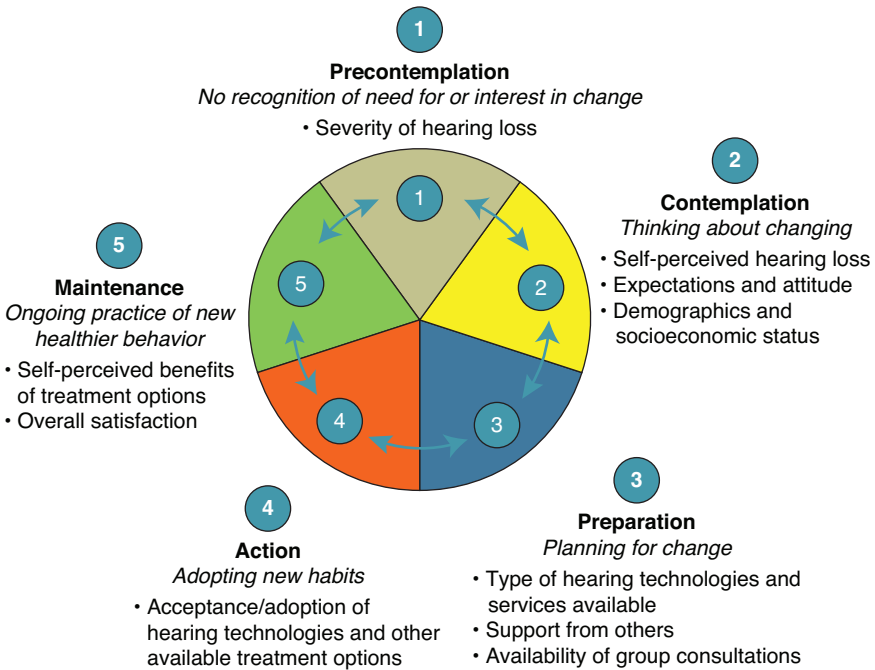 1
Precontemplation
No recognition of need for or interest in change
• Severity of hearing loss
2
Contemplation
Thinking about changing
• Self-perceived hearing loss
• Expectations and attitude
• Demographics and
socioeconomic status
3
Preparation
Planning for change
• Type of hearing technologies and
services available
• Support from others
• Availability of group consultations
4
Action
Adopting new habits
• Acceptance/adoption of
hearing technologies and other
available treatment options
5
Maintenance
Ongoing practice of new
healthier behavior
• Self-perceived benefits
of treatment options
• Overall satisfaction
1
2
3
4
5